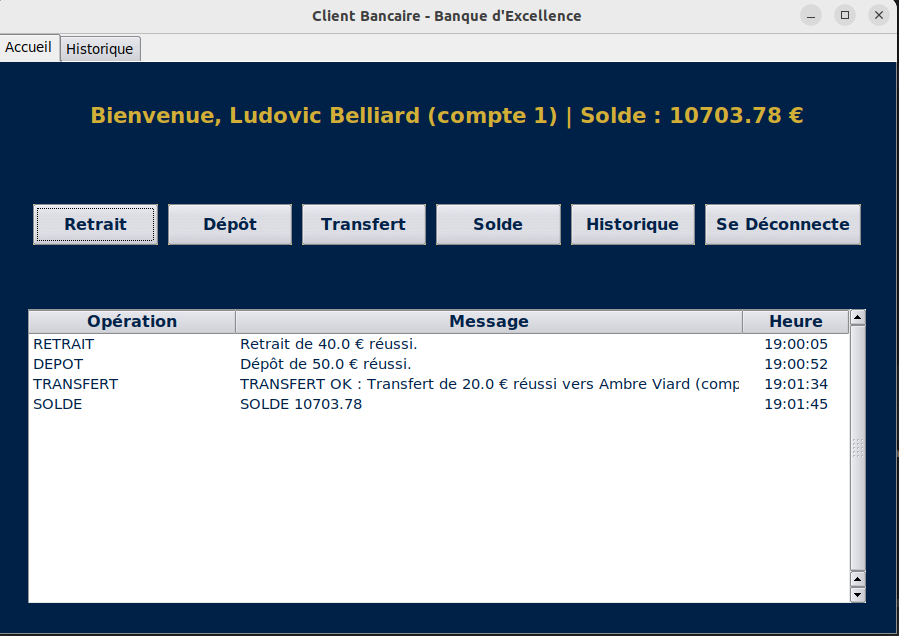 Client Bancaire - Banque d'Excellence
Accueil Historique
Bienvenue, Ludovic Belliard (compte 1) | Solde : 10703.78 €
Retrait Dépôt Transfert Solde Historique Se Déconnecte
Opération Message Heure
RETRAIT Retrait de 40.0 € réussi. 19:00:05
DEPOT Dépôt de 50.0 € réussi. 19:00:52
TRANSFERT TRANSFERT OK : Transfert de 20.0 € réussi vers Ambre Viard (comp 19:01:34
SOLDE SOLDE 10703.78 19:01:45